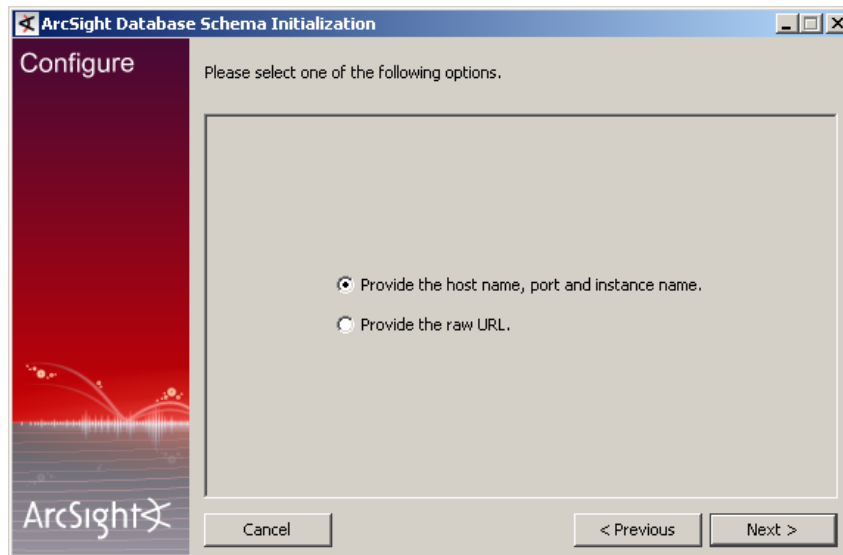 ArcSight Database Schema Initialization
Configure
Please select one of the following options.
Provide the host name, port and instance name.
Provide the raw URL.
ArcSight
Cancel
< Previous
Next >